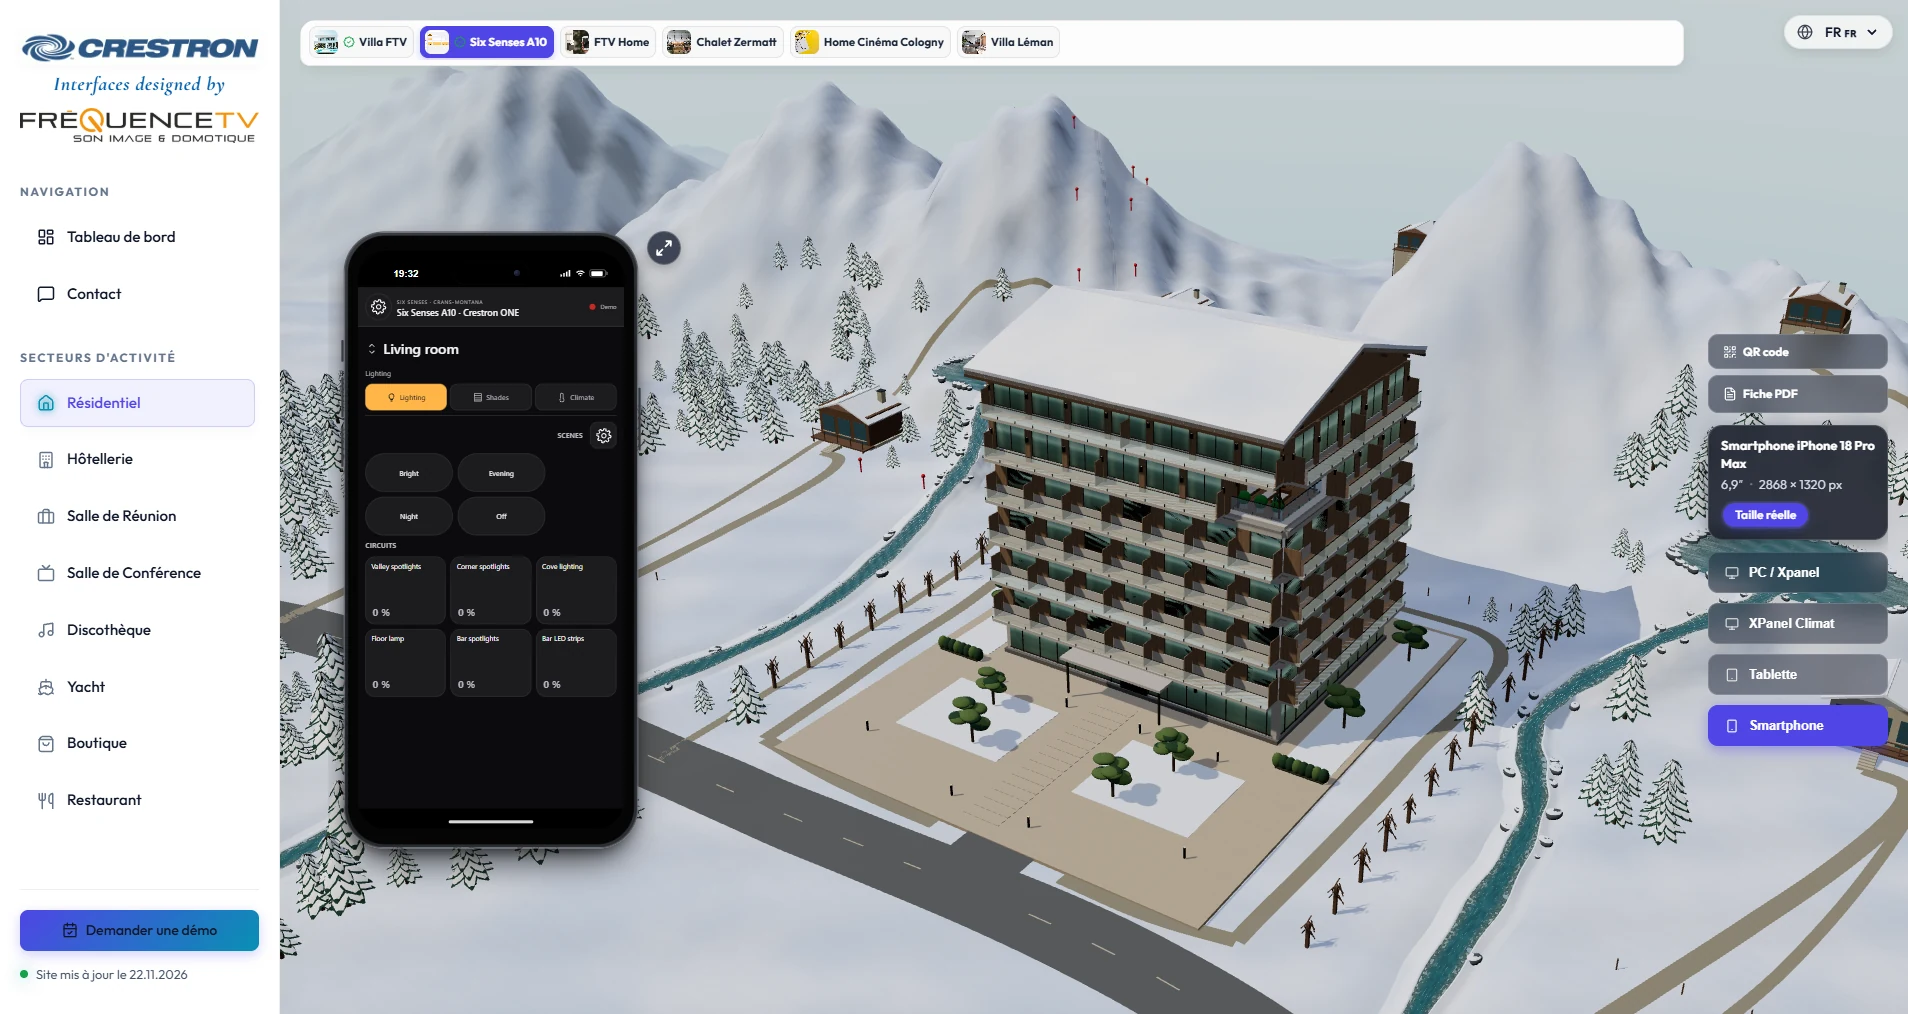 CRESTRON
Interfaces designed by
FRÉQUENCETV
SON IMAGE & DOMOTIQUE
NAVIGATION
Tableau de bord
Contact
SECTEURS D'ACTIVITÉ
Résidentiel
Hôtellerie
Salle de Réunion
Salle de Conférence
Discothèque
Yacht
Boutique
Restaurant
Demander une démo
Site mis à jour le 22.11.2026
Villa FTV
Six Senses A10
FTV Home
Chalet Zermatt
Home Cinéma Cologny
Villa Léman
FR FR
19:32
SIX SENSES - CRANS-MONTANA
Six Senses A10 - Crestron ONE
Demo
Living room
Lighting
Lighting
Shades
Climate
SCENES
Bright
Evening
Night
Off
CIRCUITS
Valley spotlights
Corner spotlights
Cove lighting
0 %
0 %
0 %
Floor lamp
Bar spotlights
Bar LED strips
0 %
0 %
0 %
QR code
Fiche PDF
Smartphone iPhone 18 Pro
Max
6,9" · 2868 × 1320 px
Taille réelle
PC / Xpanel
XPanel Climat
Tablette
Smartphone